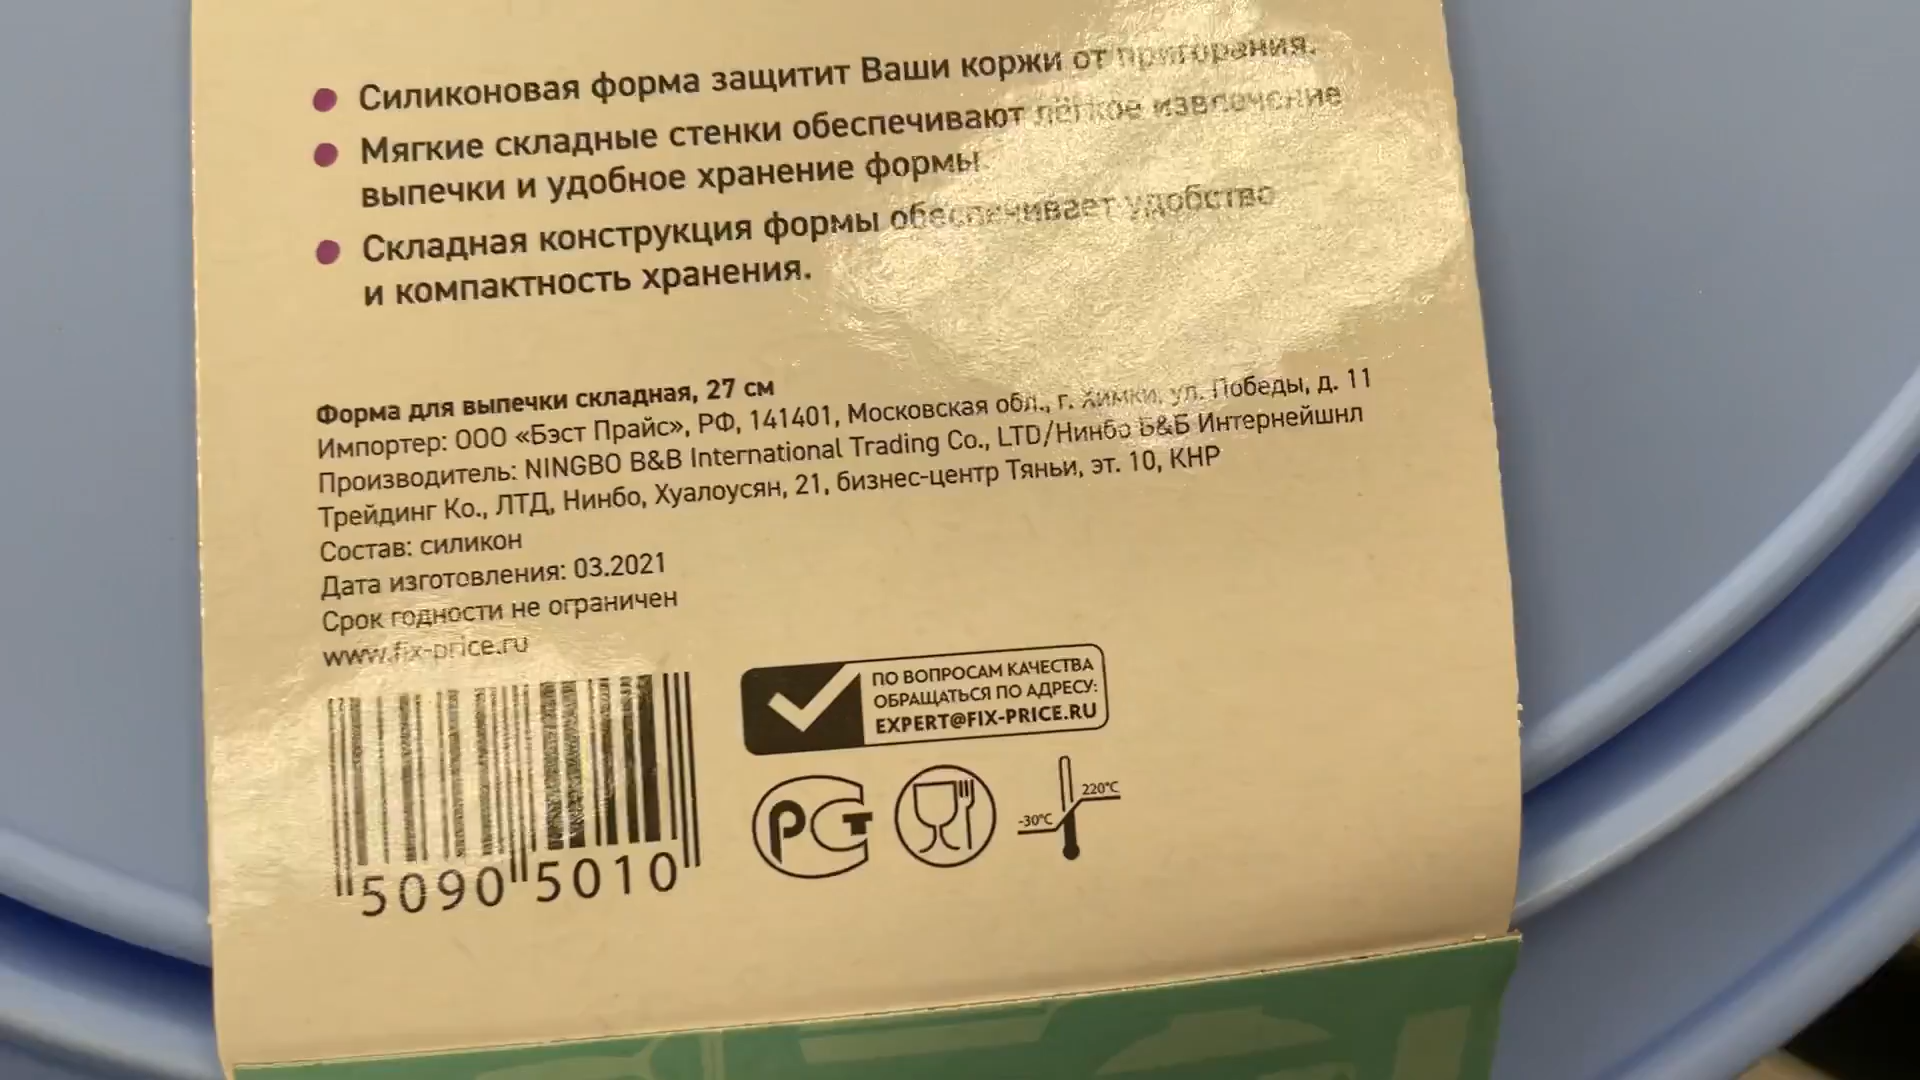 Силиконовая форма защитит Ваши коржи от пригорания.
Мягкие складные стенки обеспечивают лёгкое извлечение
выпечки и удобное хранение формы.
Складная конструкция формы обеспечивает удобство
и компактность хранения.
Форма для выпечки складная, 27 см
Импортер: ООО «Бэст Прайс», РФ, 141401, Московская обл., г. Химки, ул. Победы, д. 11
Производитель: NINGBO B&B International Trading Co., LTD/Нинбо Б&Б Интернейшнл
Трейдинг Ко., ЛТД, Нинбо, Хуалоусян, 21, бизнес-центр Тяньи, эт. 10, КНР
Состав: силикон
Дата изготовления: 03.2021
Срок годности не ограничен
www.fix-price.ru
ПО ВОПРОСАМ КАЧЕСТВА
ОБРАЩАТЬСЯ ПО АДРЕСУ:
EXPERT@FIX-PRICE.RU
РСТ
220°C
-30°C
5090 5010